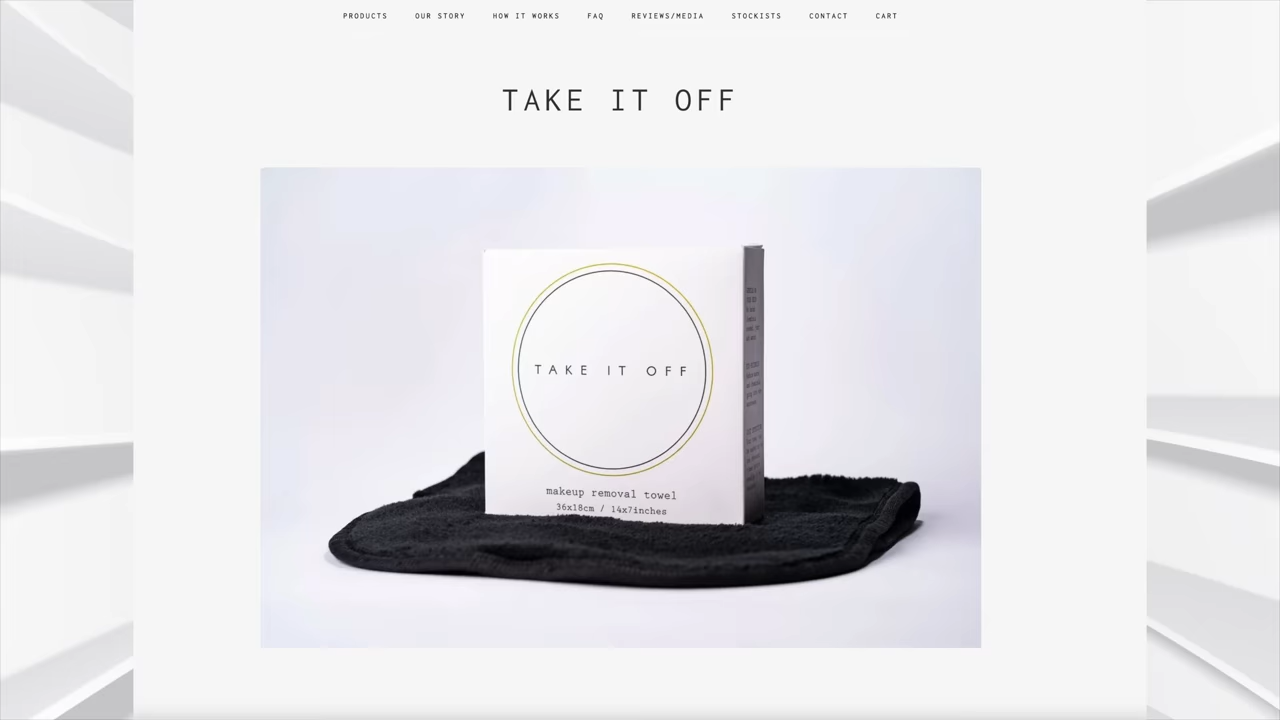 PRODUCTS OUR STORY HOW IT WORKS FAQ REVIEWS/MEDIA STOCKISTS CONTACT CART
TAKE IT OFF
TAKE IT OFF
makeup removal towel
36x18cm / 14x7inches